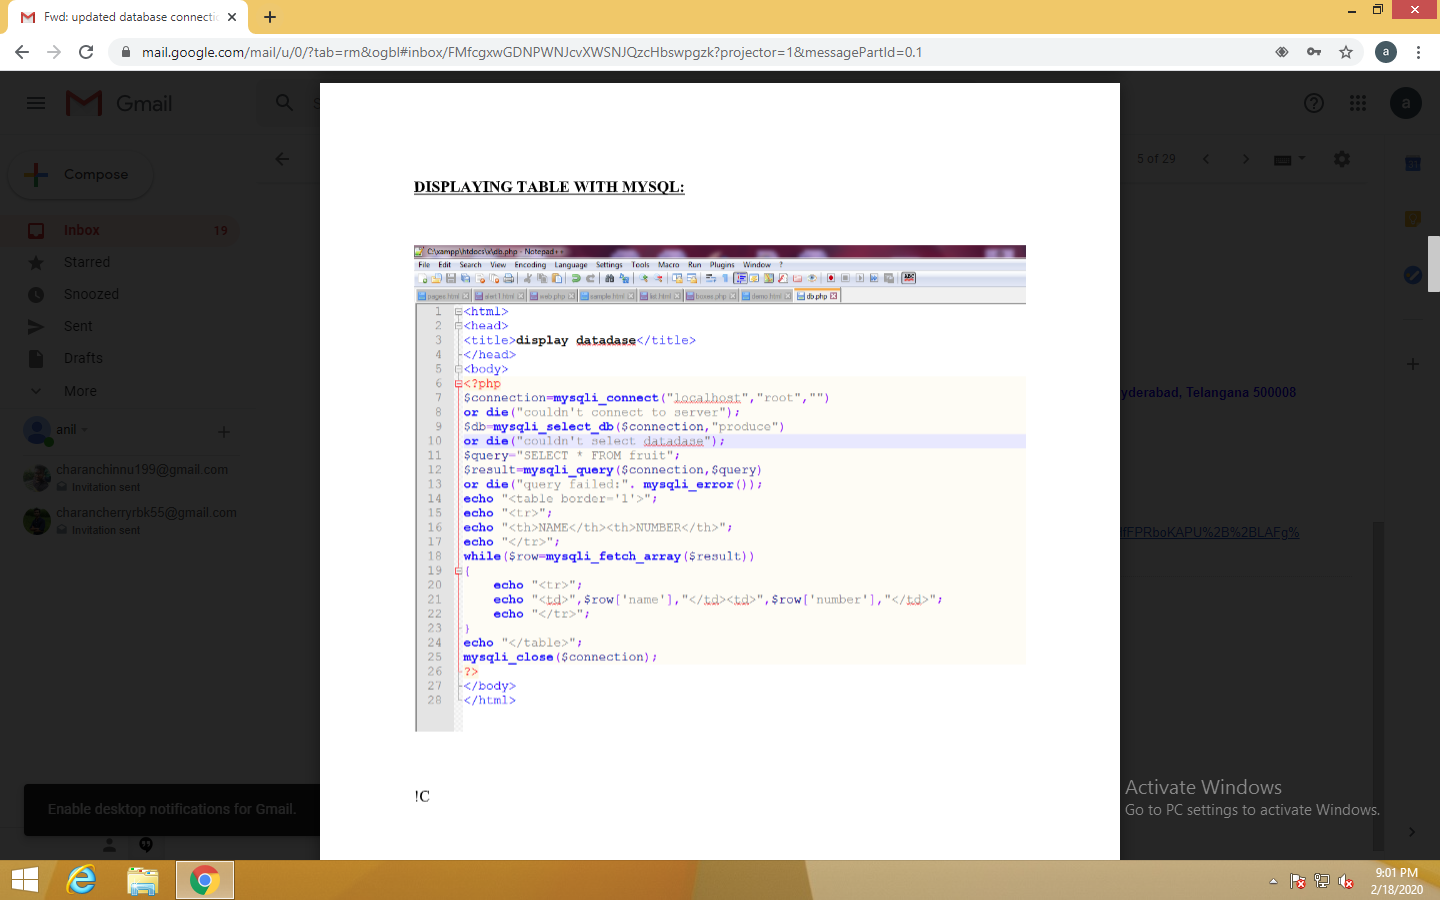 Fwd: updated database connectio
mail.google.com/mail/u/0/?tab=rm&ogbl#inbox/FMfcgxwGDNPWNJcvXWSNJQzcHbswpgzk?projector=1&messagePartId=0.1
a
Gmail
S
a
Compose
5 of 29
Inbox 19
Starred
Snoozed
Sent
Drafts
More
anil
charanchinnu199@gmail.com
Invitation sent
charancherryrbk55@gmail.com
Invitation sent
Enable desktop notifications for Gmail.
DISPLAYING TABLE WITH MYSQL:
C:\xampp\htdocs\x\db.php - Notepad++
File Edit Search View Encoding Language Settings Tools Macro Run Plugins Window ?
pages.html alert 1.html web.php sample.html list.html boxes.php demo.html db.php
1 <html>
2 <head>
3 <title>display datadase</title>
4 </head>
5 <body>
6 <?php
7 $connection=mysqli_connect("localhost","root","")
8 or die("couldn't connect to server");
9 $db=mysqli_select_db($connection,"produce")
10 or die("couldn't select datadase");
11 $query="SELECT * FROM fruit";
12 $result=mysqli_query($connection,$query)
13 or die("query failed:". mysqli_error());
14 echo "<table border='1'>";
15 echo "<tr>";
16 echo "<th>NAME</th><th>NUMBER</th>";
17 echo "</tr>";
18 while($row=mysqli_fetch_array($result))
19 {
20 echo "<tr>";
21 echo "<td>",$row['name'],"</td><td>",$row['number'],"</td>";
22 echo "</tr>";
23 }
24 echo "</table>";
25 mysqli_close($connection);
26 ?>
27 </body>
28 </html>
!C
yderabad, Telangana 500008
fFPRboKAPU%2B%2BLAFg%
Activate Windows
Go to PC settings to activate Windows.
9:01 PM
2/18/2020